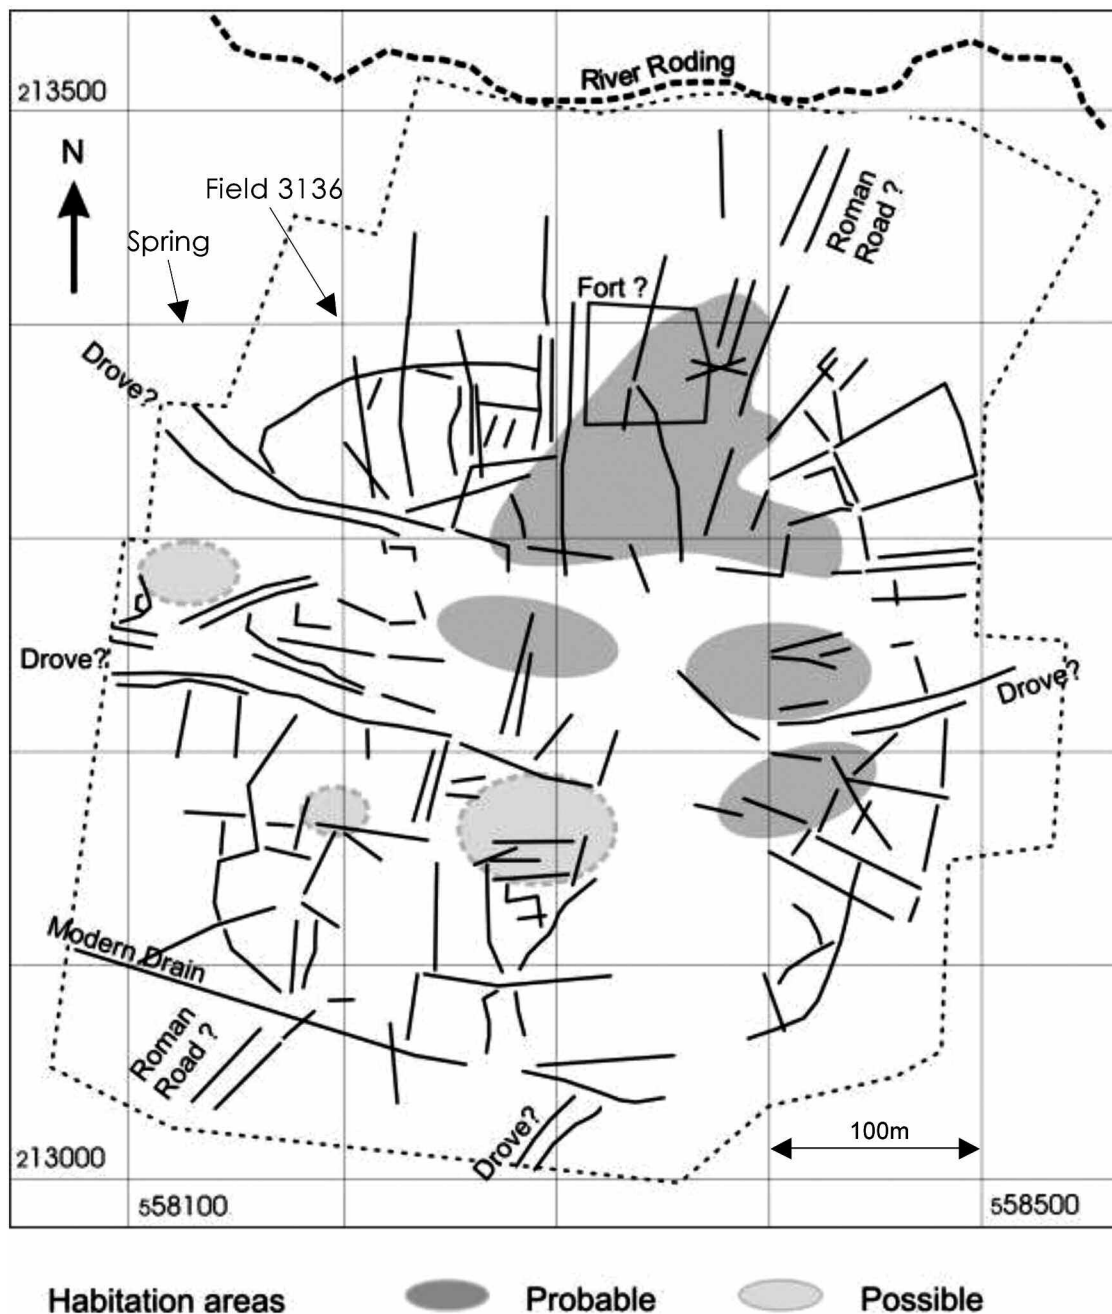 River Roding
213500
N
Field 3136
Spring
Roman
Road ?
Fort ?
Drove?
Drove?
Drove?
Modern Drain
Roman
Road ?
Drove?
100m
213000
558100
558500
Habitation areas
Probable
Possible